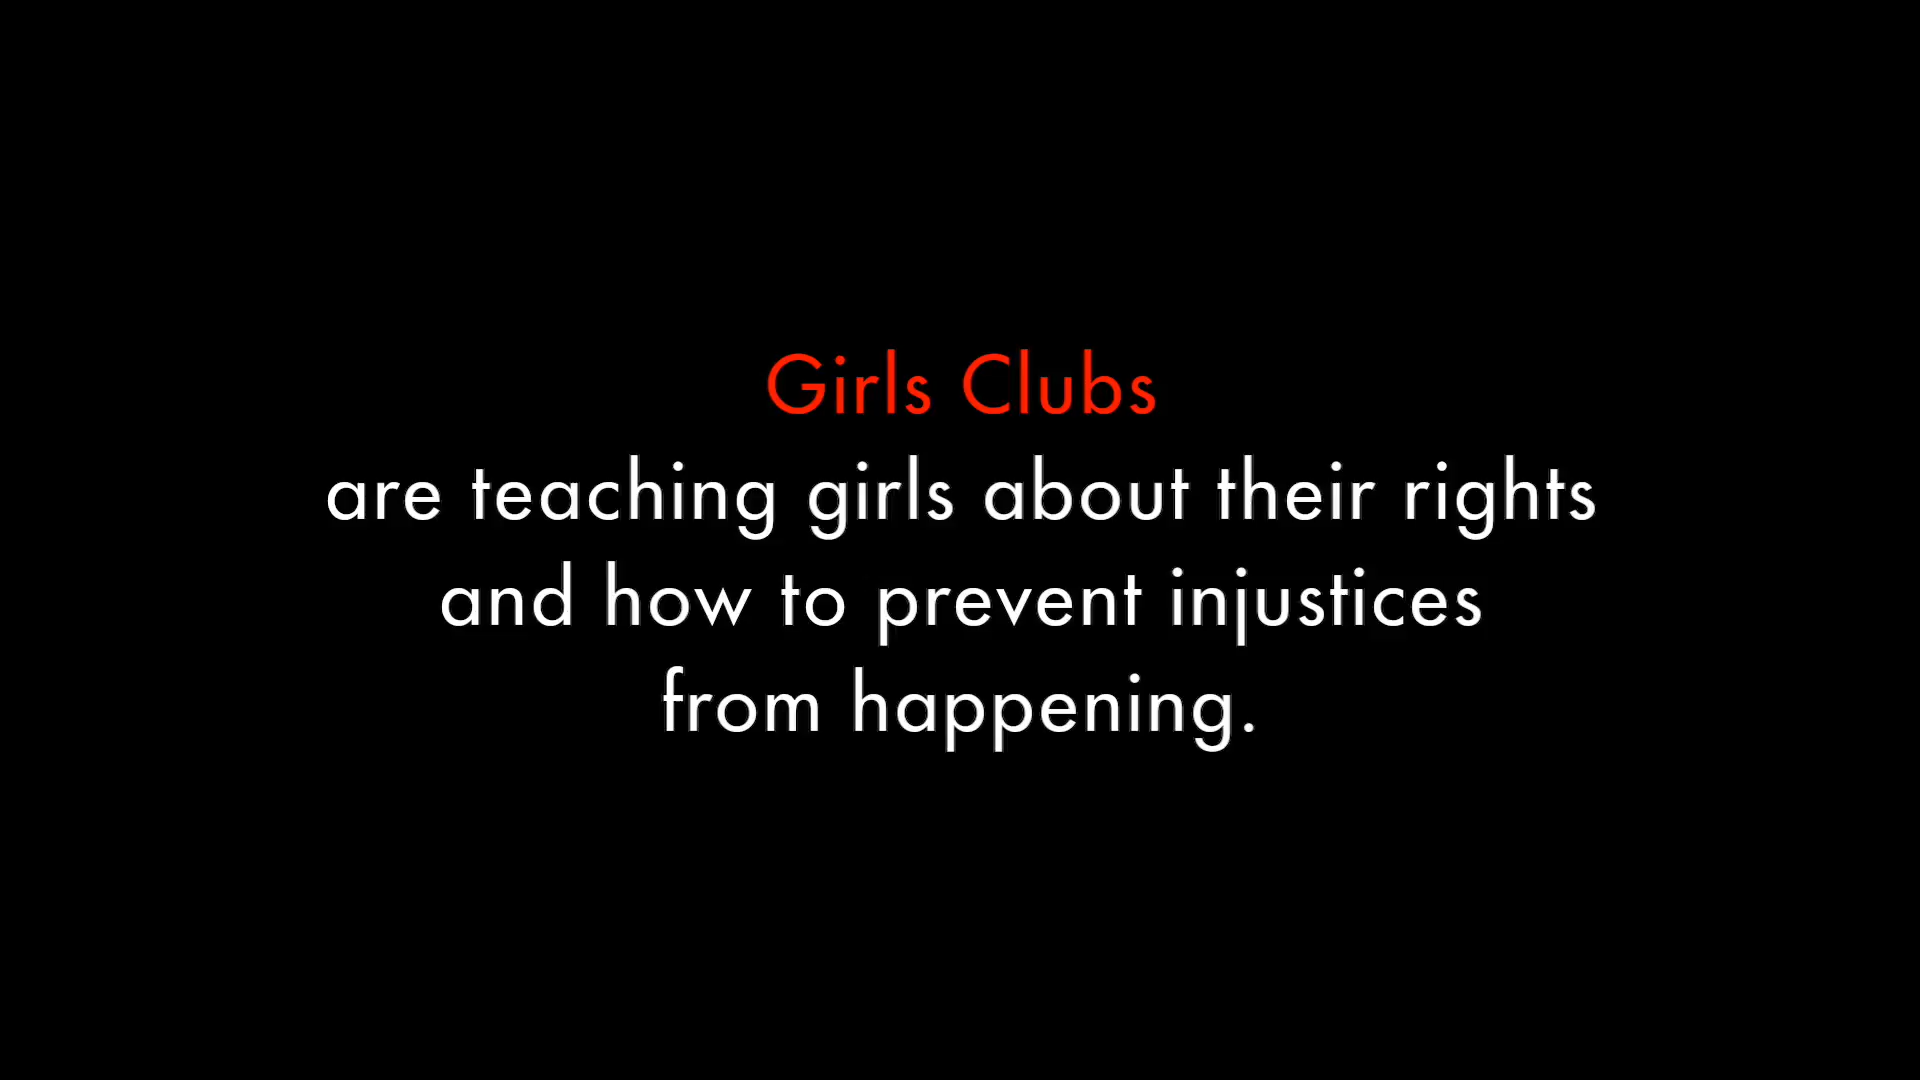 Girls Clubs
are teaching girls about their rights
and how to prevent injustices
from happening.